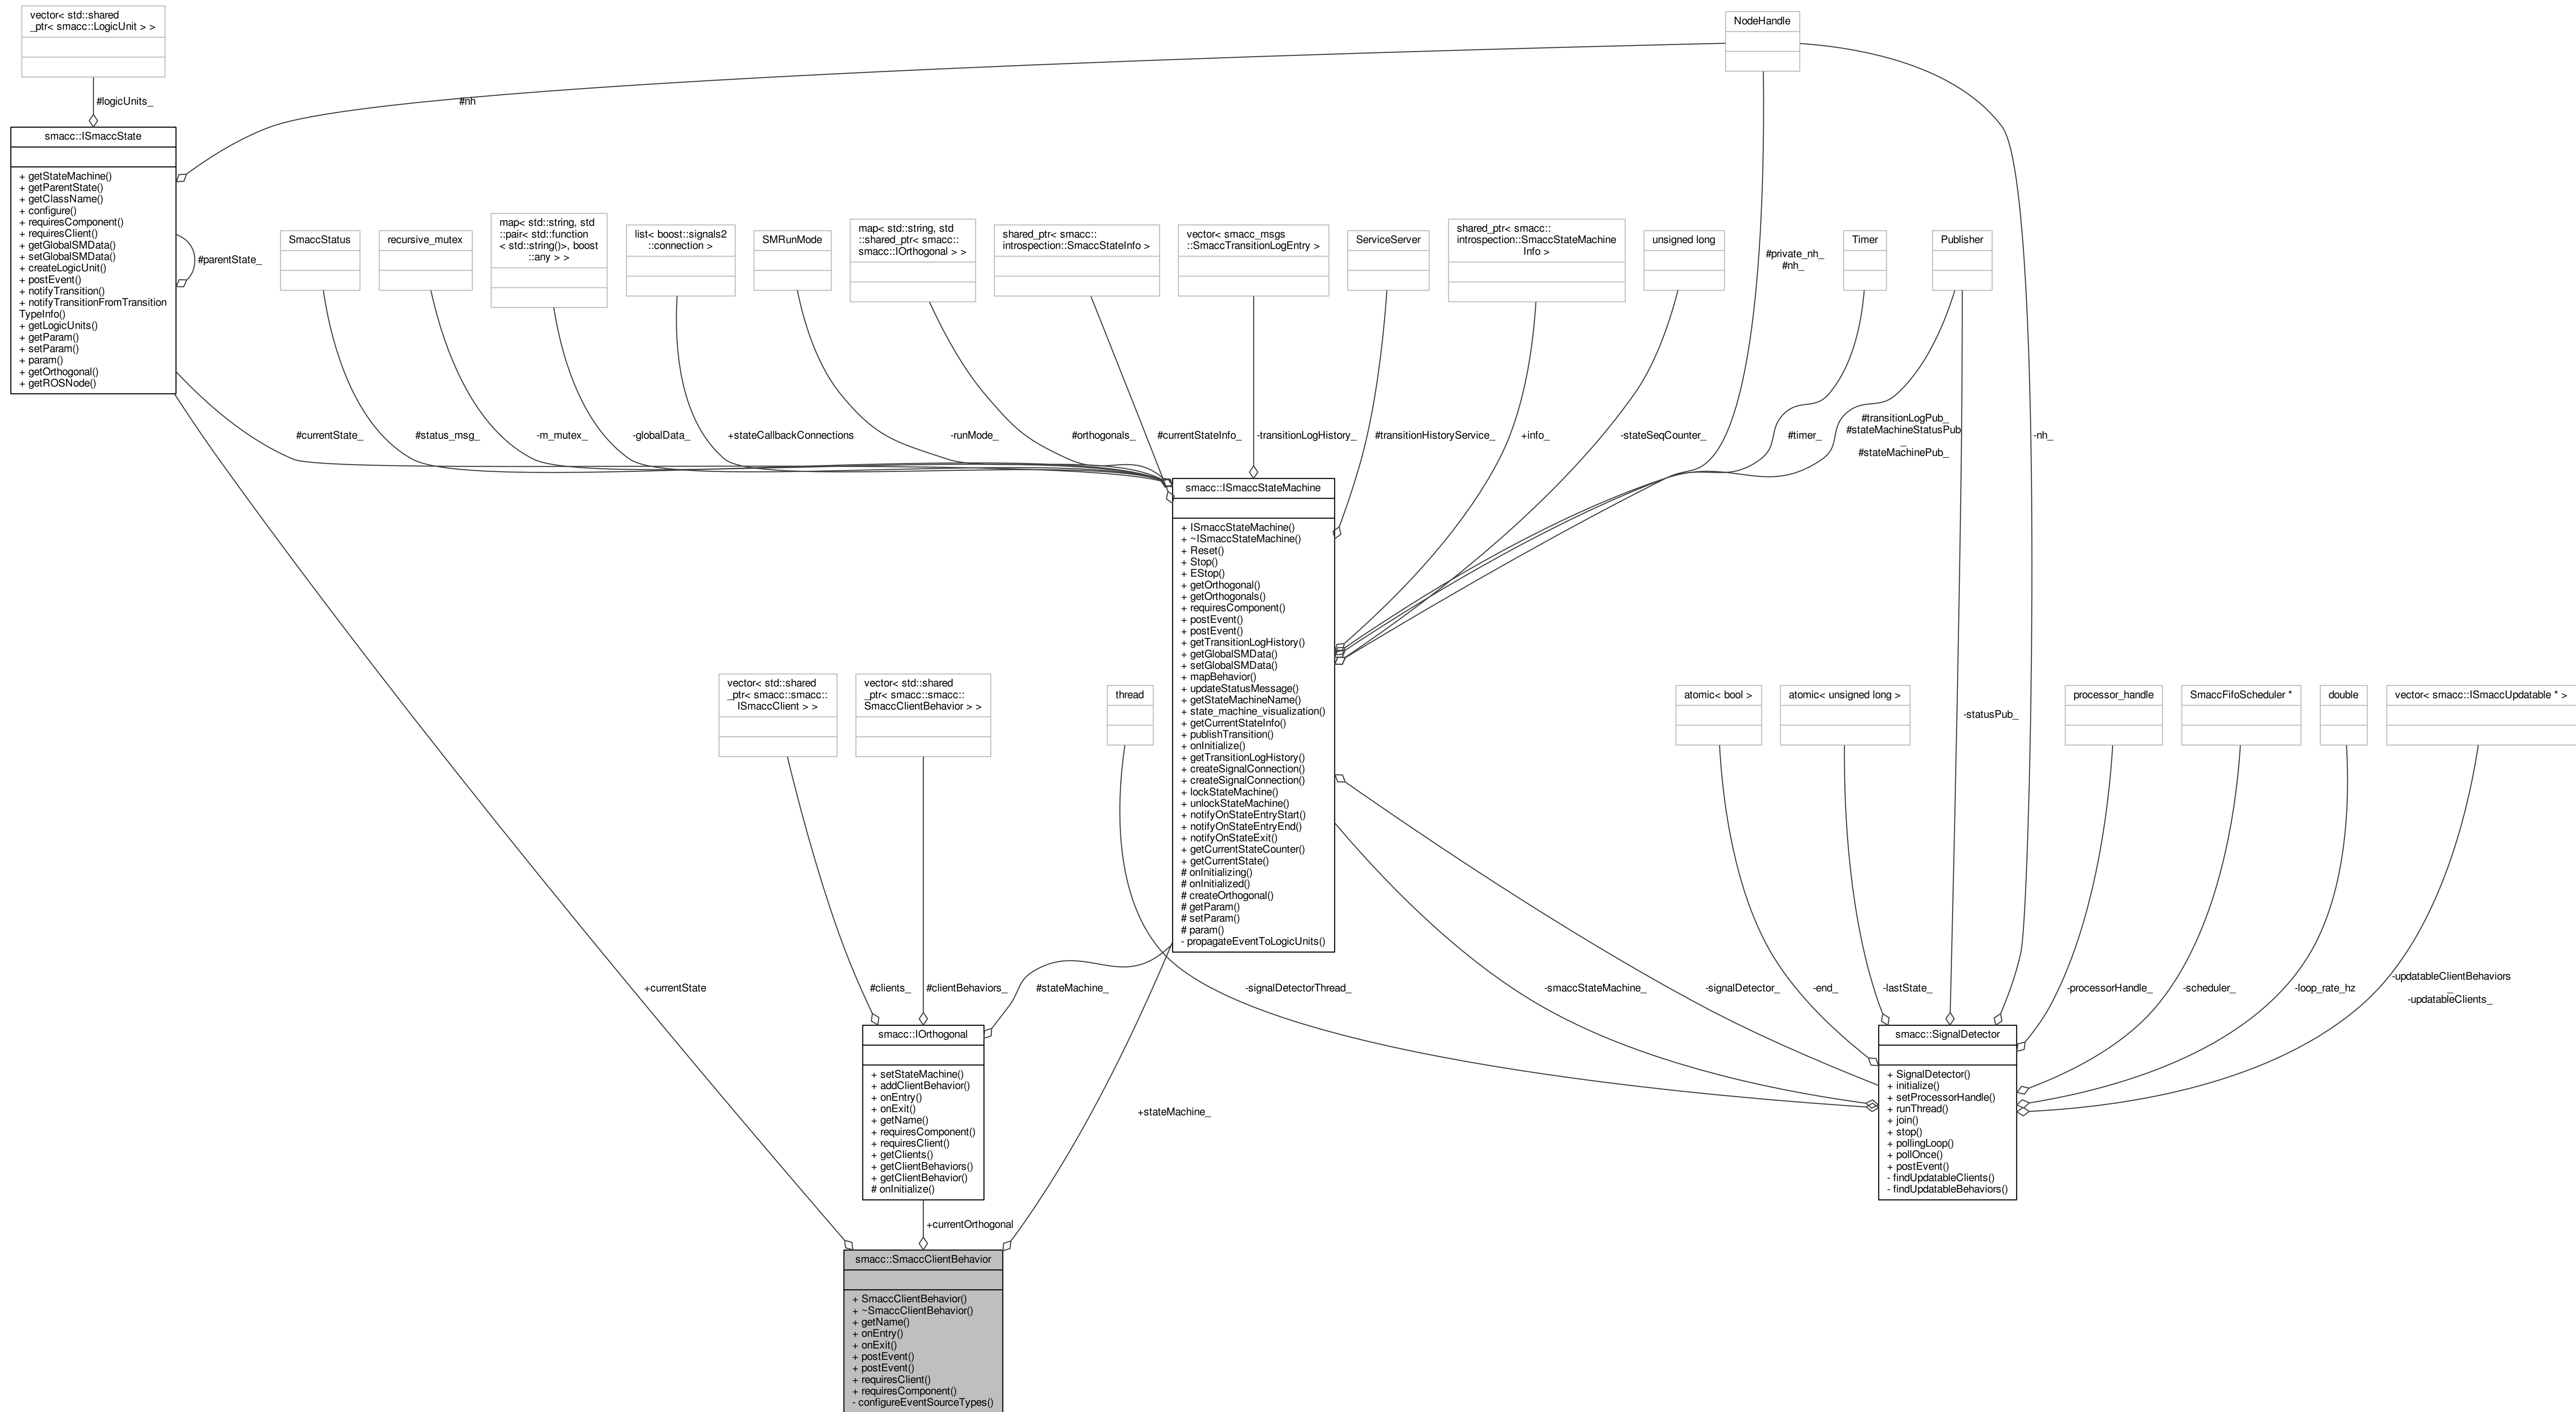 vector< std::shared
_ptr< smacc::LogicUnit > >
NodeHandle
#logicUnits_
#nh
smacc::ISmaccState
+ getStateMachine()
+ getParentState()
+ getClassName()
+ configure()
+ requiresComponent()
+ requiresClient()
+ getGlobalSMData()
+ setGlobalSMData()
+ createLogicUnit()
+ postEvent()
+ notifyTransition()
+ notifyTransitionFromTransition
TypeInfo()
+ getLogicUnits()
+ getParam()
+ setParam()
+ param()
+ getOrthogonal()
+ getROSNode()
#parentState_
SmaccStatus
recursive_mutex
map< std::string, std
::pair< std::function
< std::string()>, boost
::any > >
list< boost::signals2
::connection >
SMRunMode
map< std::string, std
::shared_ptr< smacc::
smacc::IOrthogonal > >
shared_ptr< smacc::
introspection::SmaccStateInfo >
vector< smacc_msgs
::SmaccTransitionLogEntry >
ServiceServer
shared_ptr< smacc::
introspection::SmaccStateMachine
Info >
unsigned long
#private_nh_
#nh_
Timer
Publisher
#currentState_
#status_msg_
-m_mutex_
-globalData_
+stateCallbackConnections
-runMode_
#orthogonals_
#currentStateInfo_
-transitionLogHistory_
#transitionHistoryService_
+info_
-stateSeqCounter_
#timer_
#transitionLogPub_
#stateMachineStatusPub
_
#stateMachinePub_
-nh_
smacc::ISmaccStateMachine
+ ISmaccStateMachine()
+ ~ISmaccStateMachine()
+ Reset()
+ Stop()
+ EStop()
+ getOrthogonal()
+ getOrthogonals()
+ requiresComponent()
+ postEvent()
+ postEvent()
+ getTransitionLogHistory()
+ getGlobalSMData()
+ setGlobalSMData()
+ mapBehavior()
+ updateStatusMessage()
+ getStateMachineName()
+ state_machine_visualization()
+ getCurrentStateInfo()
+ publishTransition()
+ onInitialize()
+ getTransitionLogHistory()
+ createSignalConnection()
+ createSignalConnection()
+ lockStateMachine()
+ unlockStateMachine()
+ notifyOnStateEntryStart()
+ notifyOnStateEntryEnd()
+ notifyOnStateExit()
+ getCurrentStateCounter()
+ getCurrentState()
# onInitializing()
# onInitialized()
# createOrthogonal()
# getParam()
# setParam()
# param()
- propagateEventToLogicUnits()
vector< std::shared
_ptr< smacc::smacc::
ISmaccClient > >
vector< std::shared
_ptr< smacc::smacc::
SmaccClientBehavior > >
thread
atomic< bool >
atomic< unsigned long >
-statusPub_
processor_handle
SmaccFifoScheduler *
double
vector< smacc::ISmaccUpdatable * >
+currentState
#clients_
#clientBehaviors_
#stateMachine_
-signalDetectorThread_
-smaccStateMachine_
-signalDetector_
-end_
-lastState_
-processorHandle_
-scheduler_
-loop_rate_hz
-updatableClientBehaviors
_
-updatableClients_
smacc::IOrthogonal
+ setStateMachine()
+ addClientBehavior()
+ onEntry()
+ onExit()
+ getName()
+ requiresComponent()
+ requiresClient()
+ getClients()
+ getClientBehaviors()
+ getClientBehavior()
# onInitialize()
+stateMachine_
smacc::SignalDetector
+ SignalDetector()
+ initialize()
+ setProcessorHandle()
+ runThread()
+ join()
+ stop()
+ pollingLoop()
+ pollOnce()
+ postEvent()
- findUpdatableClients()
- findUpdatableBehaviors()
+currentOrthogonal
smacc::SmaccClientBehavior
+ SmaccClientBehavior()
+ ~SmaccClientBehavior()
+ getName()
+ onEntry()
+ onExit()
+ postEvent()
+ postEvent()
+ requiresClient()
+ requiresComponent()
- configureEventSourceTypes()